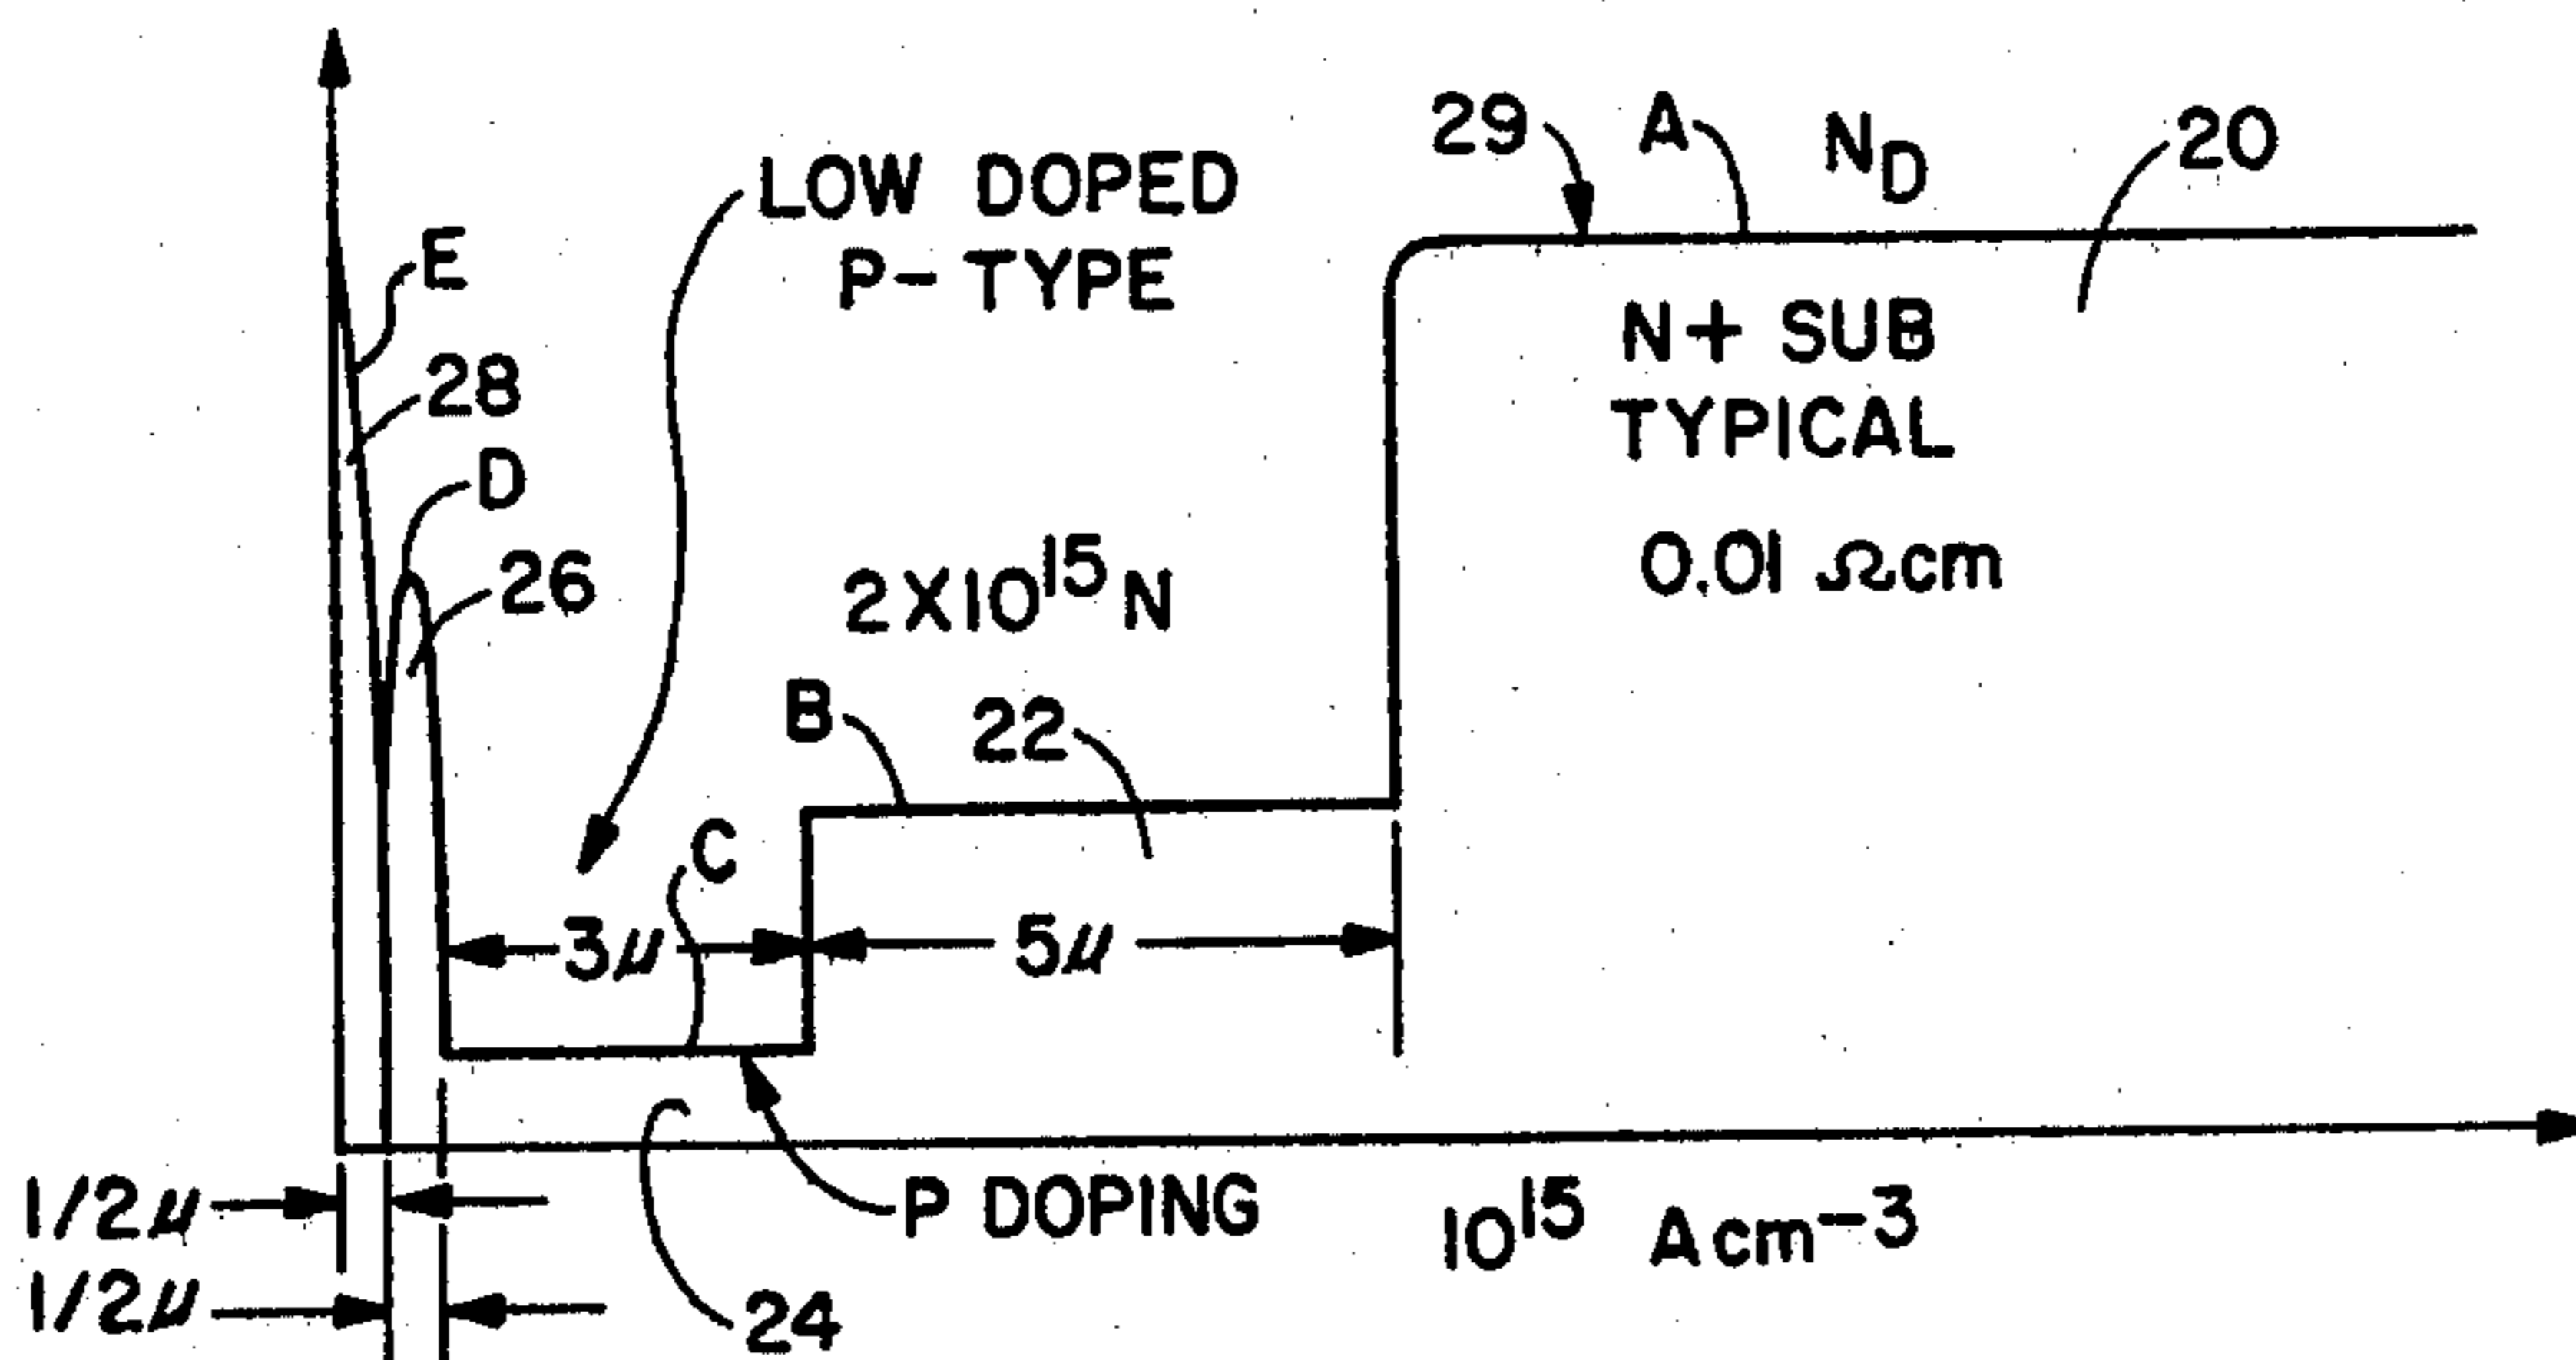 29
A
N_D
20
LOW DOPED
P-TYPE
E
N+ SUB
TYPICAL
28
D
0.01 Ωcm
26
2X10^15 N
B
22
C
3μ
5μ
1/2μ
P DOPING
10^15 Acm^-3
1/2μ
24